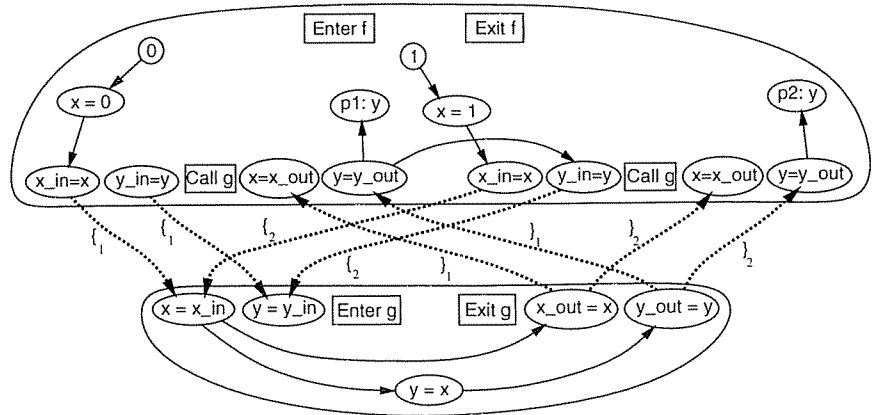 Enter f
Exit f
0
1
x = 0
p1: y
x = 1
p2: y
x_in=x
y_in=y
Call g
x=x_out
y=y_out
x_in=x
y_in=y
Call g
x=x_out
y=y_out
{1
{1
{2
{2
}1
}1
}2
}2
x = x_in
y = y_in
Enter g
Exit g
x_out = x
y_out = y
y = x